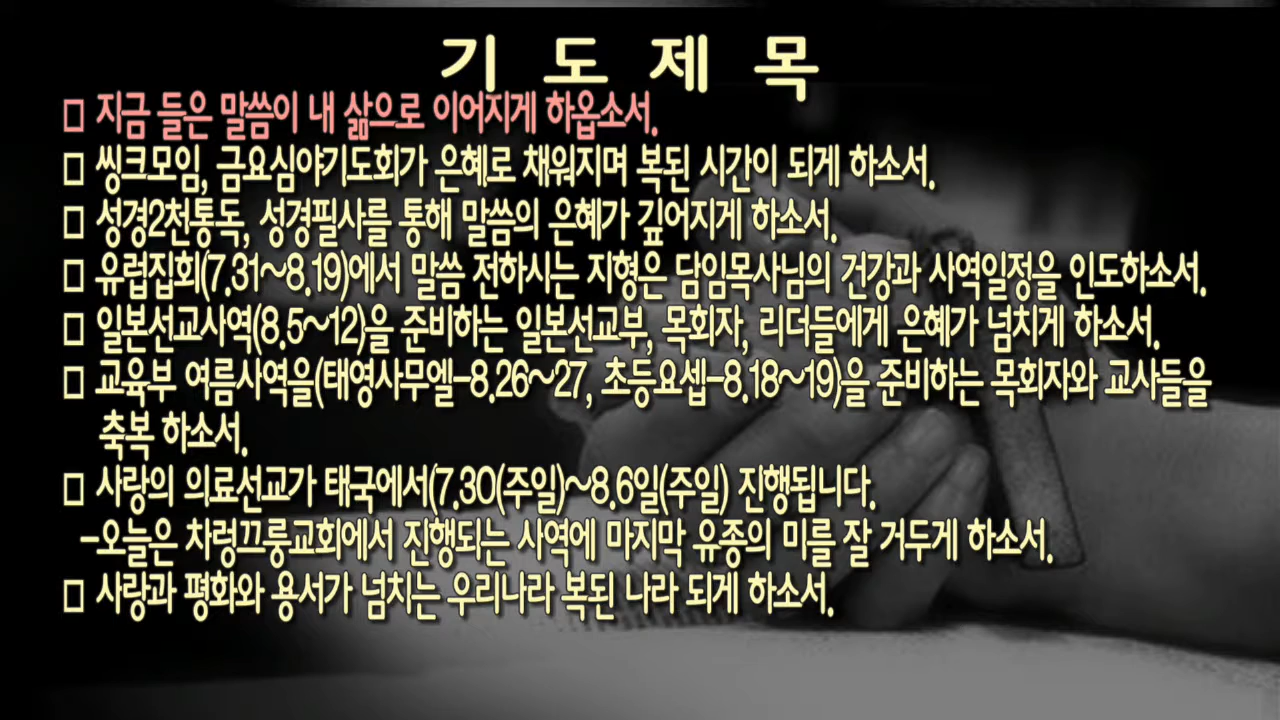 기 도 제 목
□ 지금 들은 말씀이 내 삶으로 이어지게 하옵소서.
□ 씽크모임, 금요심야기도회가 은혜로 채워지며 복된 시간이 되게 하소서.
□ 성경2천통독, 성경필사를 통해 말씀의 은혜가 깊어지게 하소서.
□ 유럽집회(7.31~8.19)에서 말씀 전하시는 지형은 담임목사님의 건강과 사역일정을 인도하소서.
□ 일본선교사역(8.5~12)을 준비하는 일본선교부, 목회자, 리더들에게 은혜가 넘치게 하소서.
□ 교육부 여름사역을(태영사무엘-8.26~27, 초등요셉-8.18~19)을 준비하는 목회자와 교사들을
축복 하소서.
□ 사랑의 의료선교가 태국에서(7.30(주일)~8.6일(주일) 진행됩니다.
-오늘은 차렁끄룽교회에서 진행되는 사역에 마지막 유종의 미를 잘 거두게 하소서.
□ 사랑과 평화와 용서가 넘치는 우리나라 복된 나라 되게 하소서.